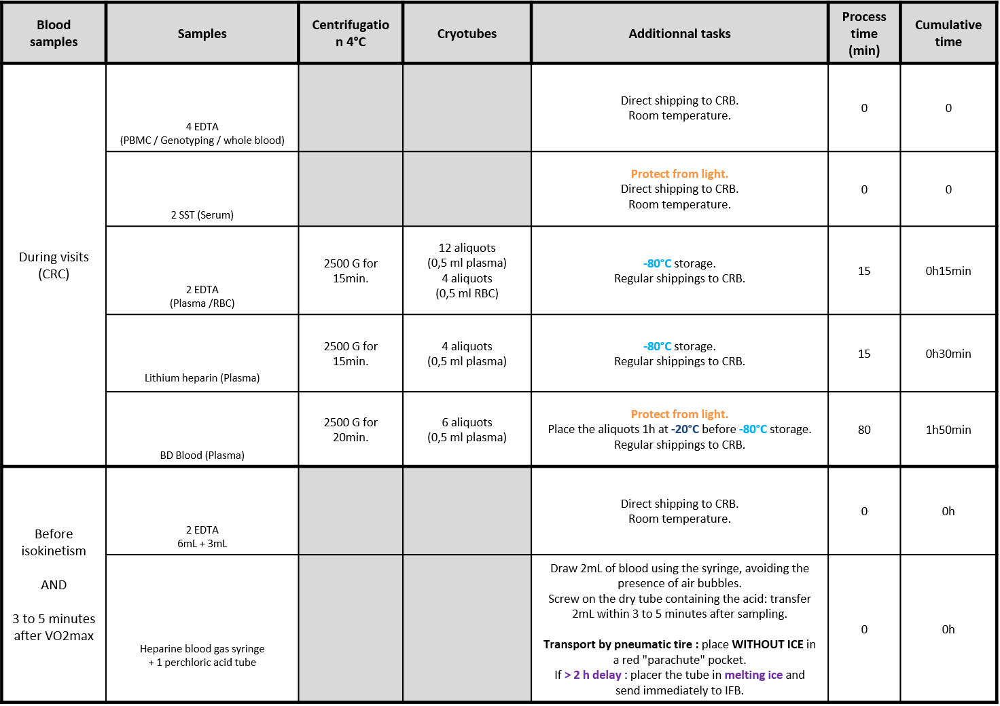 Blood
samples
Samples
Centrifugatio
n 4°C
Cryotubes
Additionnal tasks
Process
time
(min)
Cumulative
time
During visits
(CRC)
4 EDTA
(PBMC / Genotyping / whole blood)
Direct shipping to CRB.
Room temperature.
0
0
2 SST (Serum)
Protect from light.
Direct shipping to CRB.
Room temperature.
0
0
2 EDTA
(Plasma /RBC)
2500 G for
15min.
12 aliquots
(0,5 ml plasma)
4 aliquots
(0,5 ml RBC)
-80°C storage.
Regular shippings to CRB.
15
0h15min
Lithium heparin (Plasma)
2500 G for
15min.
4 aliquots
(0,5 ml plasma)
-80°C storage.
Regular shippings to CRB.
15
0h30min
BD Blood (Plasma)
2500 G for
20min.
6 aliquots
(0,5 ml plasma)
Protect from light.
Place the aliquots 1h at -20°C before -80°C storage.
Regular shippings to CRB.
80
1h50min
Before
isokinetism
AND
3 to 5 minutes
after VO2max
2 EDTA
6mL + 3mL
Direct shipping to CRB.
Room temperature.
0
0h
Heparine blood gas syringe
+ 1 perchloric acid tube
Draw 2mL of blood using the syringe, avoiding the
presence of air bubbles.
Screw on the dry tube containing the acid: transfer
2mL within 3 to 5 minutes after sampling.
Transport by pneumatic tire : place WITHOUT ICE in
a red "parachute" pocket.
If > 2 h delay : placer the tube in melting ice and
send immediately to IFB.
0
0h